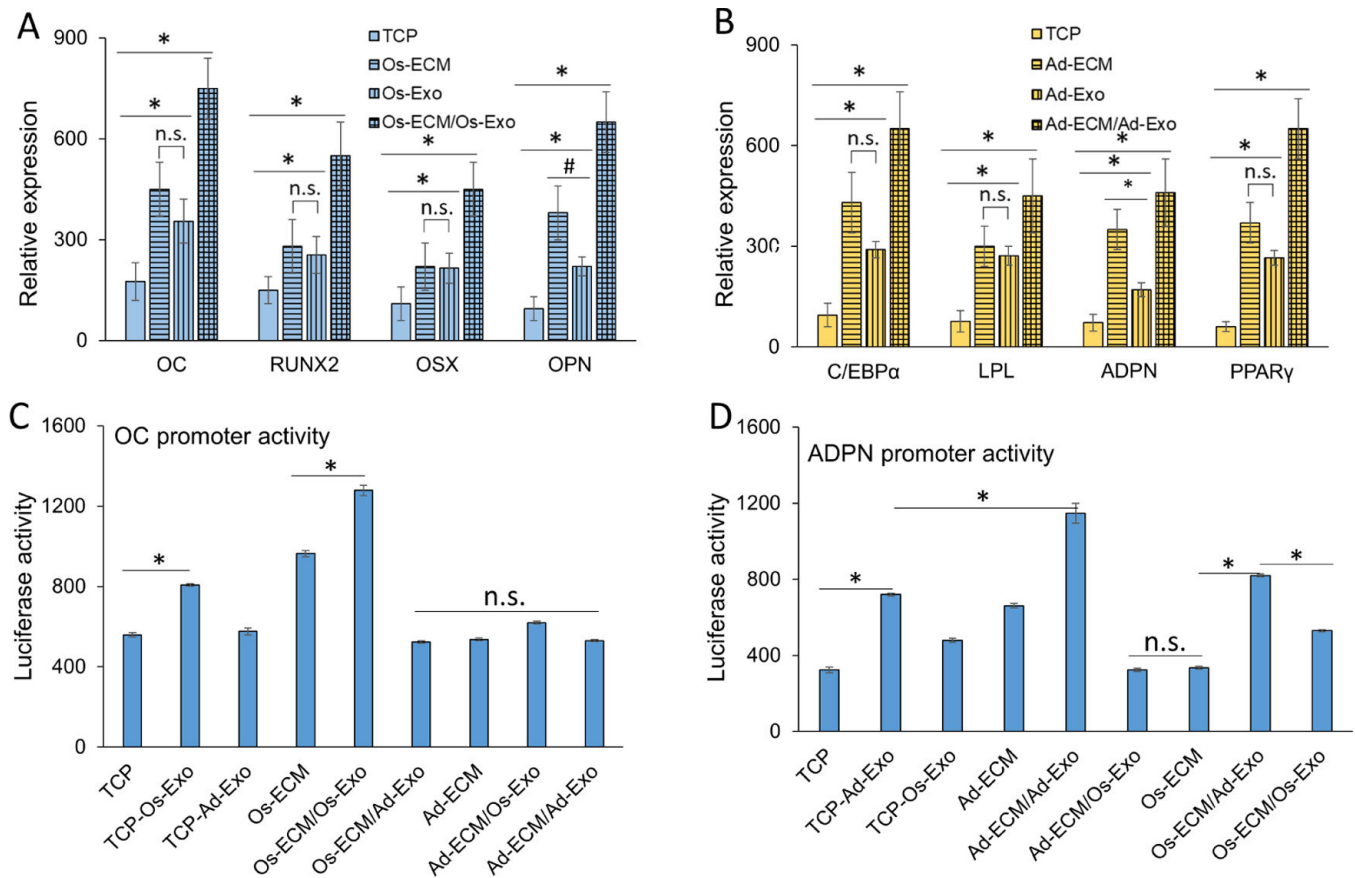 A
900
600
300
0
Relative expression
TCP
Os-ECM
Os-Exo
Os-ECM/Os-Exo
*
*
n.s.
*
*
n.s.
*
*
n.s.
*
*
#
OC
RUNX2
OSX
OPN
B
900
600
300
0
Relative expression
TCP
Ad-ECM
Ad-Exo
Ad-ECM/Ad-Exo
*
*
n.s.
*
*
n.s.
*
*
*
*
*
n.s.
C/EBPα
LPL
ADPN
PPARγ
C
OC promoter activity
1600
1200
800
400
0
Luciferase activity
*
*
n.s.
TCP
TCP-Os-Exo
TCP-Ad-Exo
Os-ECM
Os-ECM/Os-Exo
Os-ECM/Ad-Exo
Ad-ECM
Ad-ECM/Os-Exo
Ad-ECM/Ad-Exo
D
ADPN promoter activity
1600
1200
800
400
0
Luciferase activity
*
*
n.s.
*
*
TCP
TCP-Ad-Exo
TCP-Os-Exo
Ad-ECM
Ad-ECM/Ad-Exo
Ad-ECM/Os-Exo
Os-ECM
Os-ECM/Ad-Exo
Os-ECM/Os-Exo